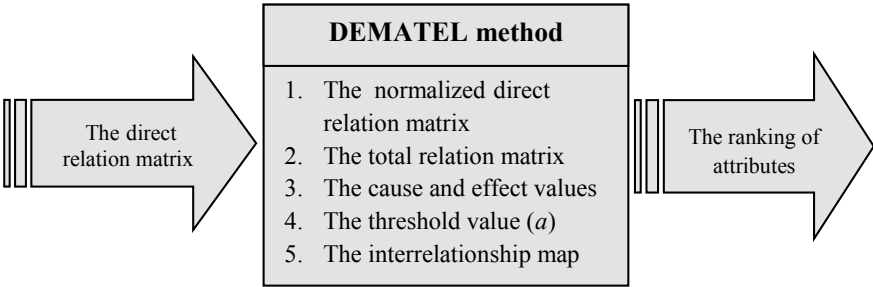 The direct
relation matrix
DEMATEL method
1. The normalized direct
relation matrix
2. The total relation matrix
3. The cause and effect values
4. The threshold value (a)
5. The interrelationship map
The ranking of
attributes